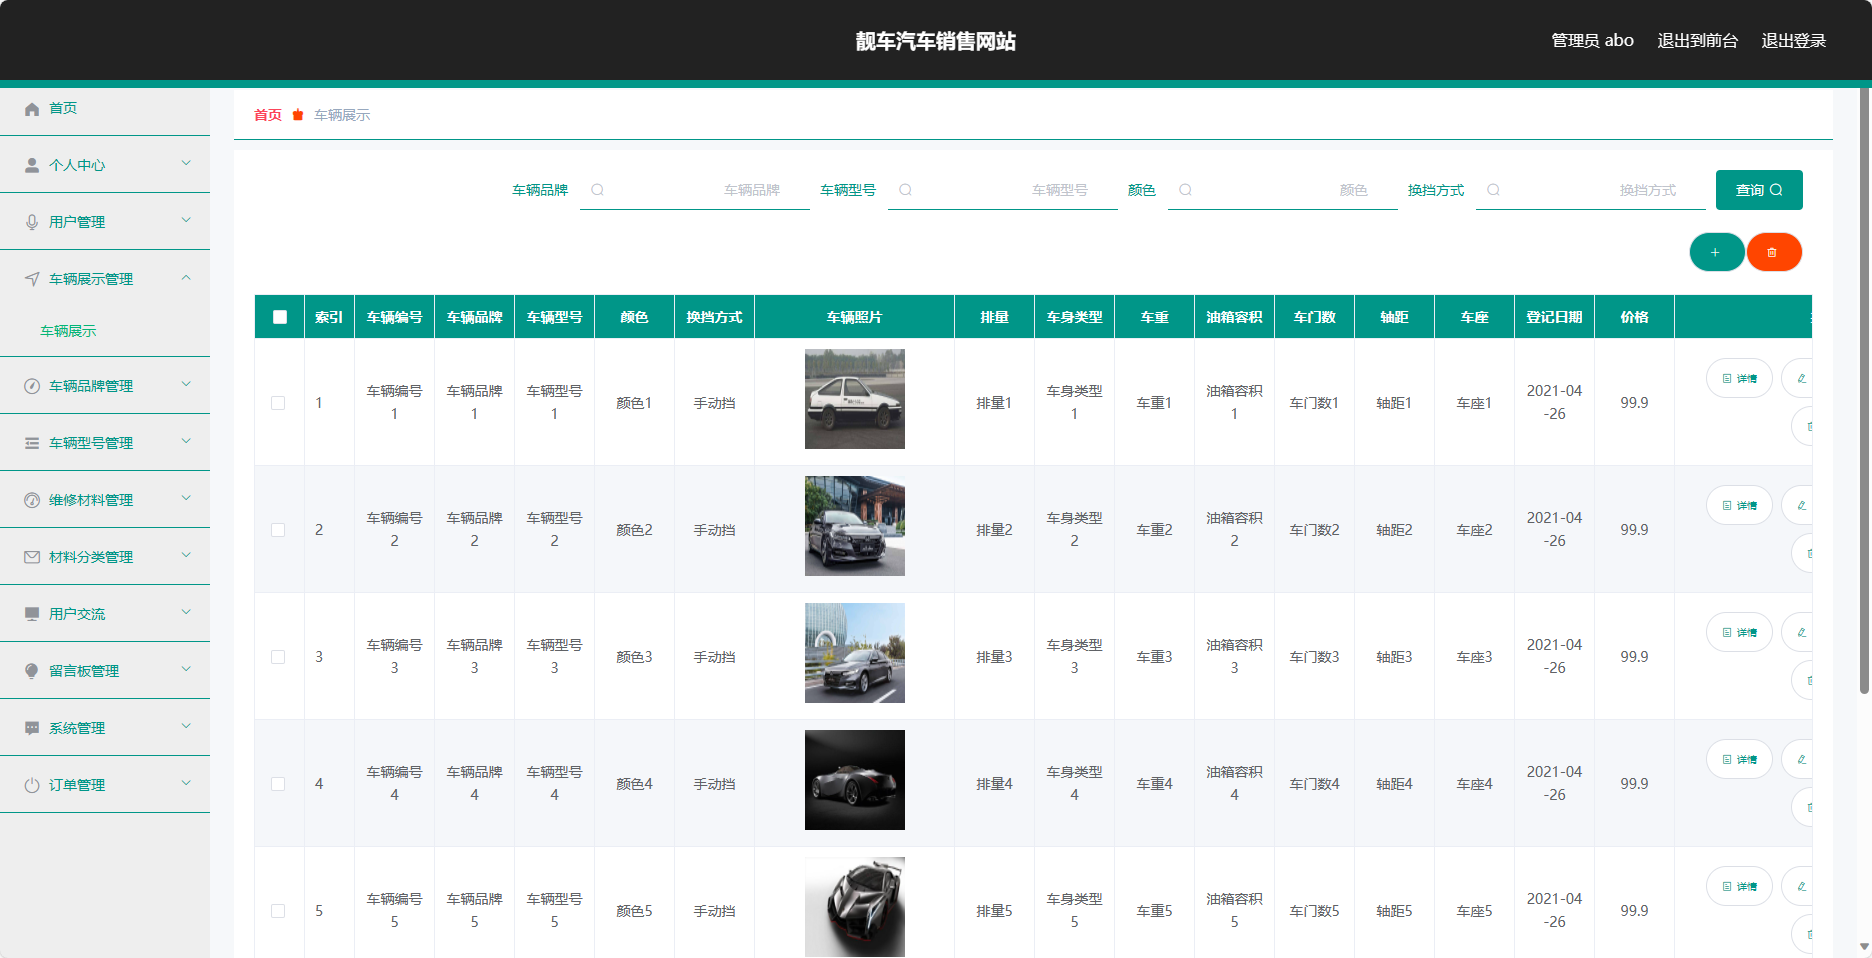 靓车汽车销售网站
管理员 abo 退出到前台 退出登录
首页
个人中心
用户管理
车辆展示管理
车辆展示
车辆品牌管理
车辆型号管理
维修材料管理
材料分类管理
用户交流
留言板管理
系统管理
订单管理
首页 车辆展示
车辆品牌 车辆品牌 车辆型号 车辆型号 颜色 颜色 换挡方式 换挡方式 查询
索引 车辆编号 车辆品牌 车辆型号 颜色 换挡方式 车辆照片 排量 车身类型 车重 油箱容积 车门数 轴距 车座 登记日期 价格
1 车辆编号1 车辆品牌1 车辆型号1 颜色1 手动挡 排量1 车身类型1 车重1 油箱容积1 车门数1 轴距1 车座1 2021-04-26 99.9 详情
2 车辆编号2 车辆品牌2 车辆型号2 颜色2 手动挡 排量2 车身类型2 车重2 油箱容积2 车门数2 轴距2 车座2 2021-04-26 99.9 详情
3 车辆编号3 车辆品牌3 车辆型号3 颜色3 手动挡 排量3 车身类型3 车重3 油箱容积3 车门数3 轴距3 车座3 2021-04-26 99.9 详情
4 车辆编号4 车辆品牌4 车辆型号4 颜色4 手动挡 排量4 车身类型4 车重4 油箱容积4 车门数4 轴距4 车座4 2021-04-26 99.9 详情
5 车辆编号5 车辆品牌5 车辆型号5 颜色5 手动挡 排量5 车身类型5 车重5 油箱容积5 车门数5 轴距5 车座5 2021-04-26 99.9 详情